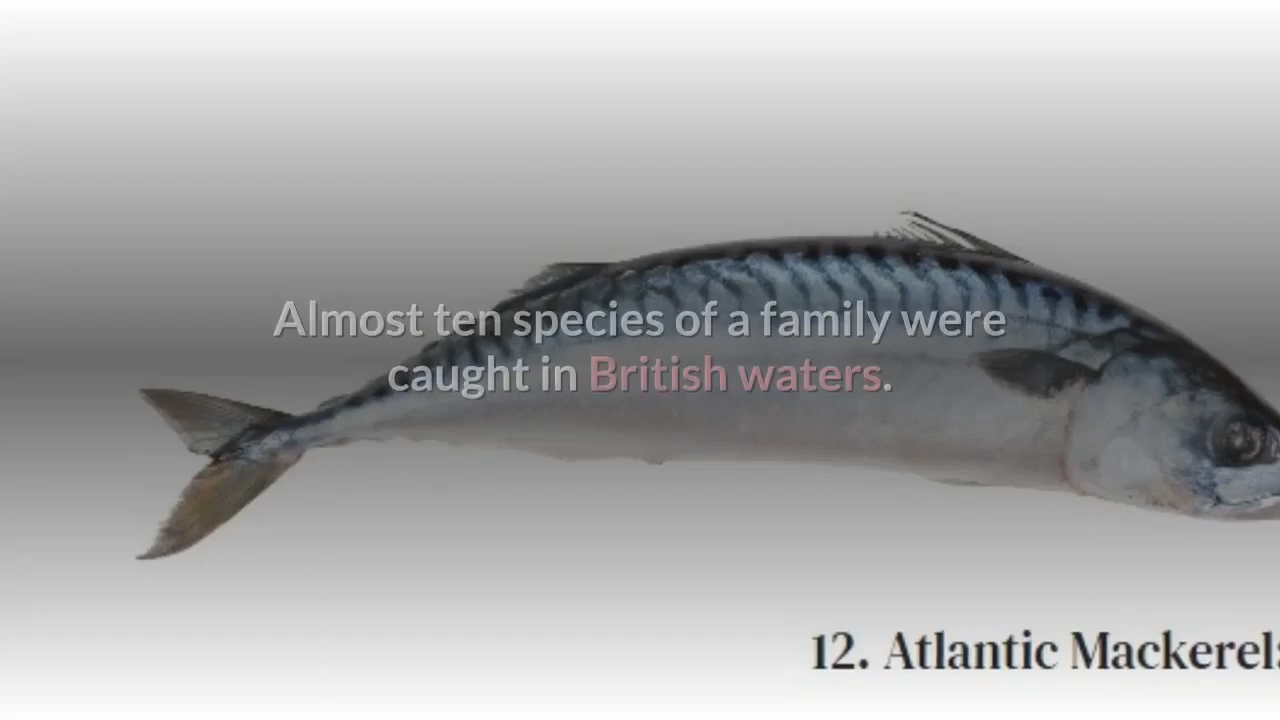 Almost ten species of a family were
caught in British waters.
12. Atlantic Mackerel: